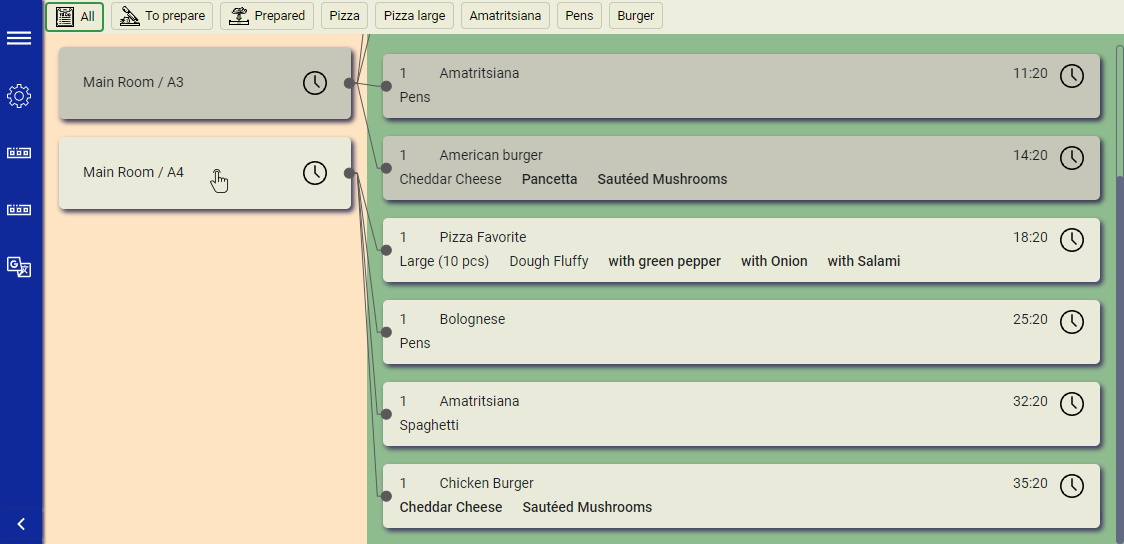 All To prepare Prepared Pizza Pizza large Amatritsiana Pens Burger
Main Room / A3
Main Room / A4
1 Amatritsiana 11:20
Pens
1 American burger 14:20
Cheddar Cheese Pancetta Sautéed Mushrooms
1 Pizza Favorite 18:20
Large (10 pcs) Dough Fluffy with green pepper with Onion with Salami
1 Bolognese 25:20
Pens
1 Amatritsiana 32:20
Spaghetti
1 Chicken Burger 35:20
Cheddar Cheese Sautéed Mushrooms